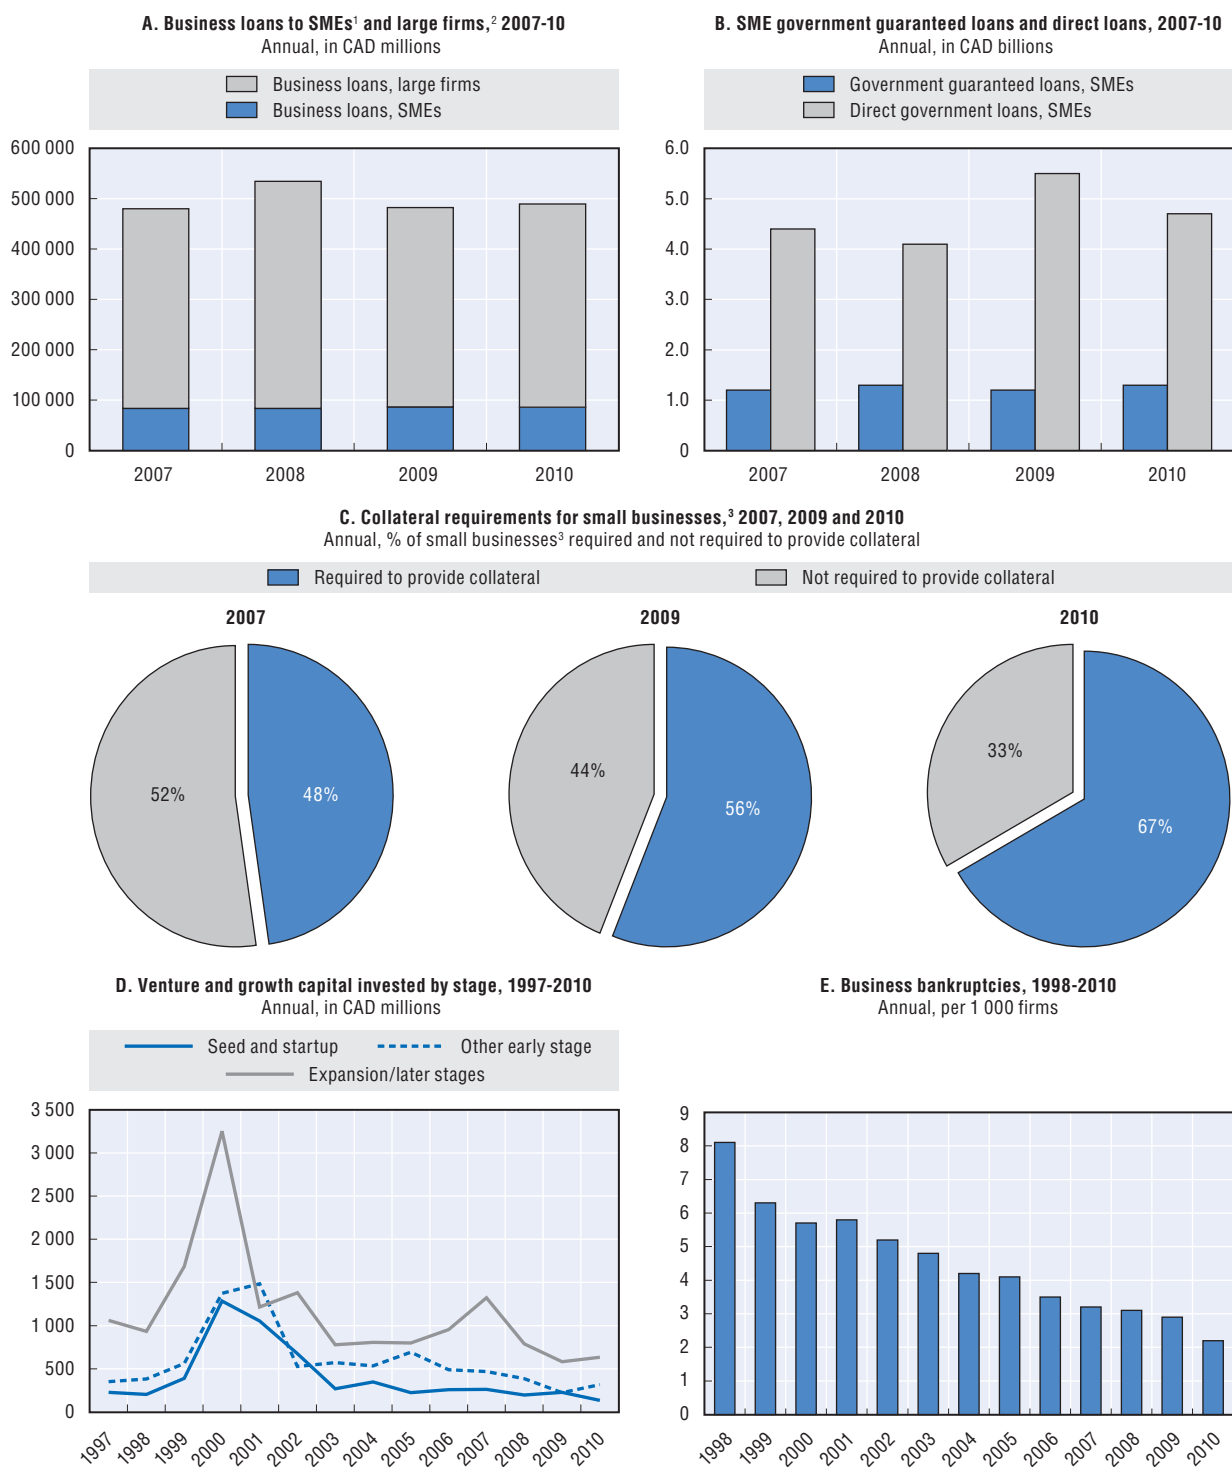 A. Business loans to SMEs¹ and large firms,² 2007-10
Annual, in CAD millions
Business loans, large firms
Business loans, SMEs
600 000
500 000
400 000
300 000
200 000
100 000
0
2007 2008 2009 2010
B. SME government guaranteed loans and direct loans, 2007-10
Annual, in CAD billions
Government guaranteed loans, SMEs
Direct government loans, SMEs
6.0
5.0
4.0
3.0
2.0
1.0
0
2007 2008 2009 2010
C. Collateral requirements for small businesses,³ 2007, 2009 and 2010
Annual, % of small businesses³ required and not required to provide collateral
Required to provide collateral Not required to provide collateral
2007 2009 2010
52% 48%
44% 56%
33% 67%
D. Venture and growth capital invested by stage, 1997-2010
Annual, in CAD millions
Seed and startup Other early stage
Expansion/later stages
3 500
3 000
2 500
2 000
1 500
1 000
500
0
1997 1998 1999 2000 2001 2002 2003 2004 2005 2006 2007 2008 2009 2010
E. Business bankruptcies, 1998-2010
Annual, per 1 000 firms
9
8
7
6
5
4
3
2
1
0
1998 1999 2000 2001 2002 2003 2004 2005 2006 2007 2008 2009 2010